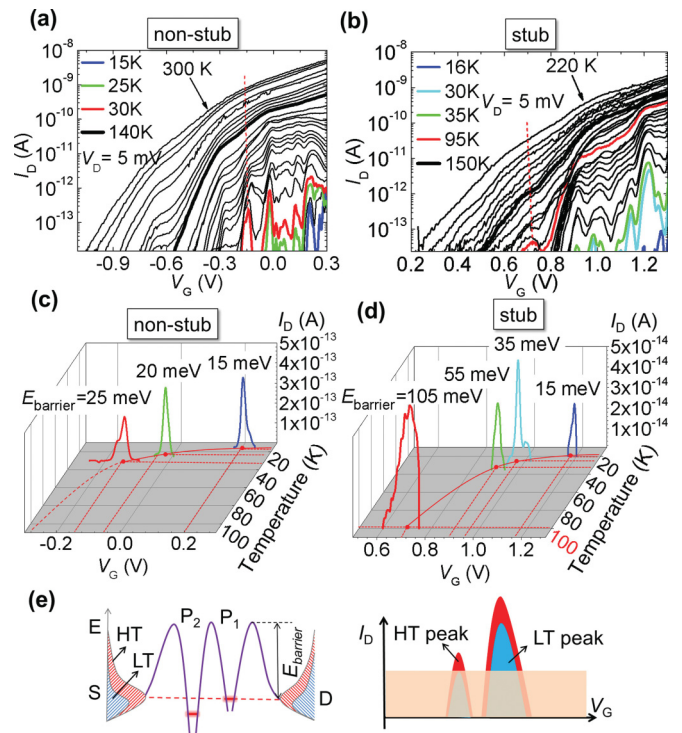 (a) non-stub
10⁻⁸
10⁻⁹
10⁻¹⁰
10⁻¹¹
10⁻¹²
10⁻¹³
I_D (A)
15K
25K
30K
140K
V_D= 5 mV
300 K
-0.9 -0.6 -0.3 0.0 0.3
V_G (V)
(b) stub
10⁻⁸
10⁻⁹
10⁻¹⁰
10⁻¹¹
10⁻¹²
10⁻¹³
I_D (A)
16K
30K
35K
95K
150K
V_D= 5 mV
220 K
0.2 0.4 0.6 0.8 1.0 1.2
V_G (V)
(c) non-stub
I_D (A)
5x10⁻¹³
4x10⁻¹³
3x10⁻¹³
2x10⁻¹³
1x10⁻¹³
15 meV
20 meV
E_barrier=25 meV
20
40
60
80
100
Temperature (K)
-0.2 0.0 0.2
V_G (V)
(d) stub
I_D (A)
5x10⁻¹⁴
4x10⁻¹⁴
3x10⁻¹⁴
2x10⁻¹⁴
1x10⁻¹⁴
35 meV
55 meV
15 meV
E_barrier=105 meV
20
40
60
80
100
Temperature (K)
0.6 0.8 1.0 1.2
V_G (V)
(e)
E
HT
LT
S
P₂ P₁
E_barrier
D
I_D
HT peak
LT peak
V_G